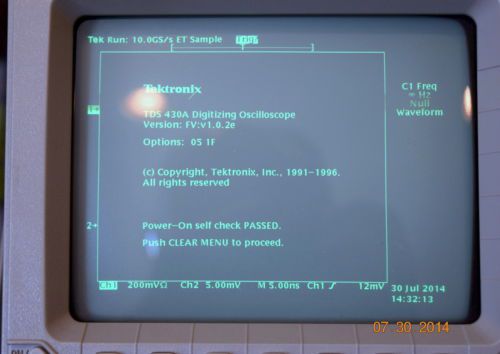 Tek Run: 10.0GS/s ET Sample Trig?
C1 Freq
∞ Hz
Null
Waveform
Tektronix
1→
TDS 430A Digitizing Oscilloscope
Version: FV:v1.0.2e
Options: 05 1F
(c) Copyright, Tektronix, Inc., 1991-1996.
All rights reserved
2→
Power-On self check PASSED.
Push CLEAR MENU to proceed.
Ch1 200mVΩ Ch2 5.00mV M 5.00ns Ch1 ƒ 12mV
30 Jul 2014
14:32:13
07 30 2014